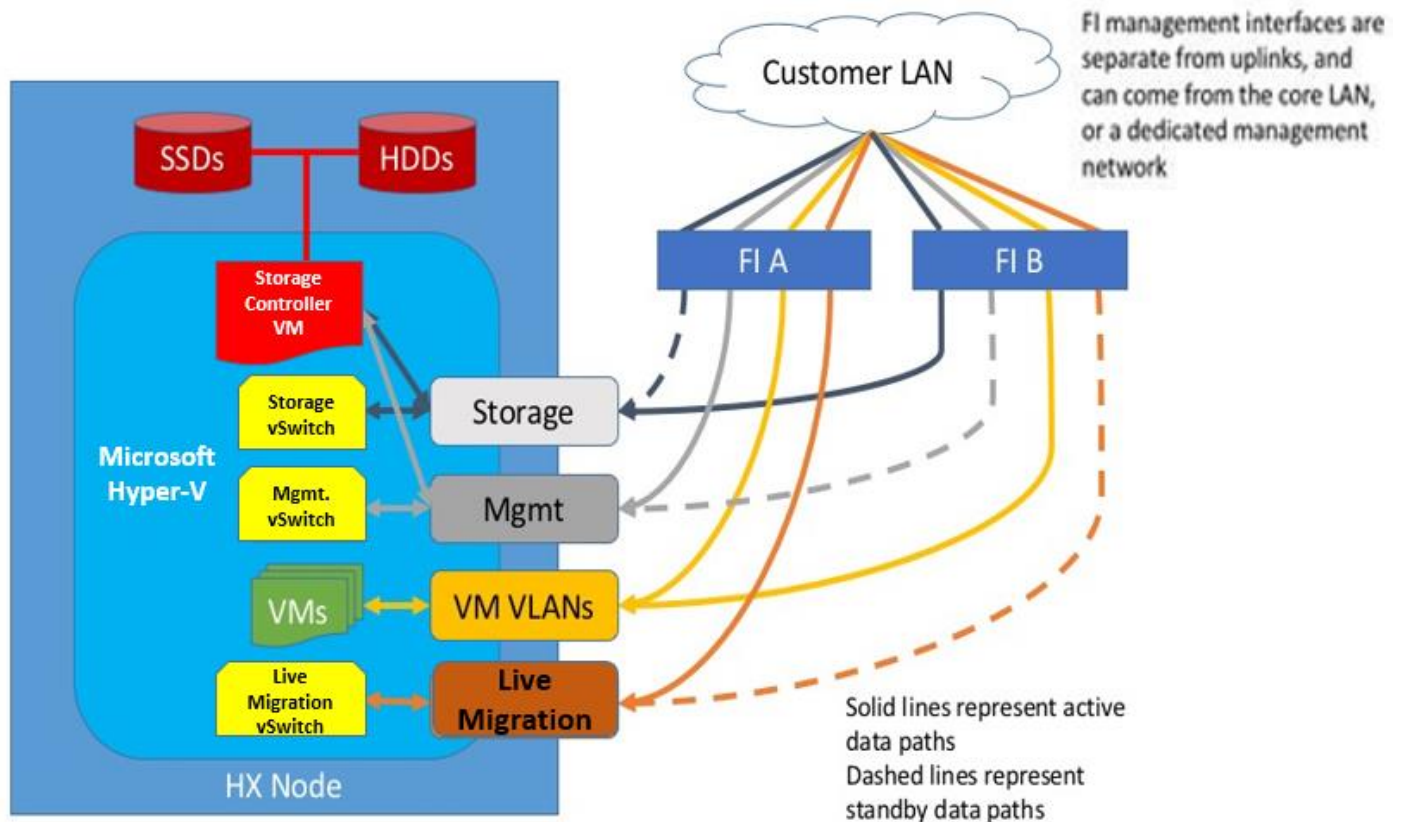 Customer LAN
FI management interfaces are
separate from uplinks, and
can come from the core LAN,
or a dedicated management
network
SSDs
HDDs
FI A
FI B
Storage
Controller
VM
Storage
vSwitch
Storage
Microsoft
Hyper-V
Mgmt.
vSwitch
Mgmt
VMs
VM VLANs
Live
Migration
vSwitch
Live
Migration
HX Node
Solid lines represent active
data paths
Dashed lines represent
standby data paths